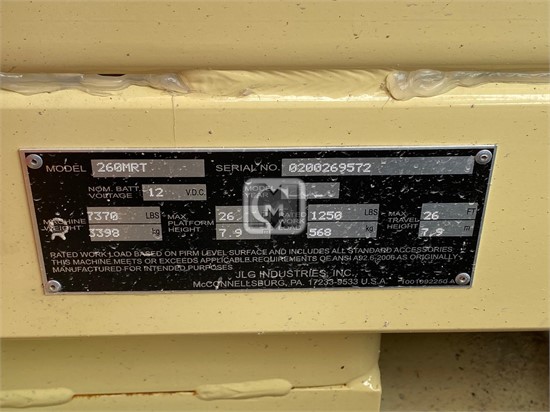 MODEL 260MRT SERIAL NO. 0200269572
NOM. BATT. VOLTAGE 12 V.D.C. MODEL
MACHINE WEIGHT 7370 LBS 3398 kg MAX PLATFORM HEIGHT 26 7.9 RATED WORK 1250 LBS 568 kg MAX TRAVEL HEIGHT 26 FT 7.9 m
RATED WORK LOAD BASED ON FIRM LEVEL SURFACE AND INCLUDES ALL STANDARD ACCESSORIES.
THIS MACHINE MEETS OR EXCEEDS APPLICABLE REQUIREMENTS OF ANSI A92.6-2006 AS ORIGINALLY
MANUFACTURED FOR INTENDED PURPOSES.
JLG INDUSTRIES, INC.
McCONNELLSBURG, PA. 17233-9533 U.S.A.